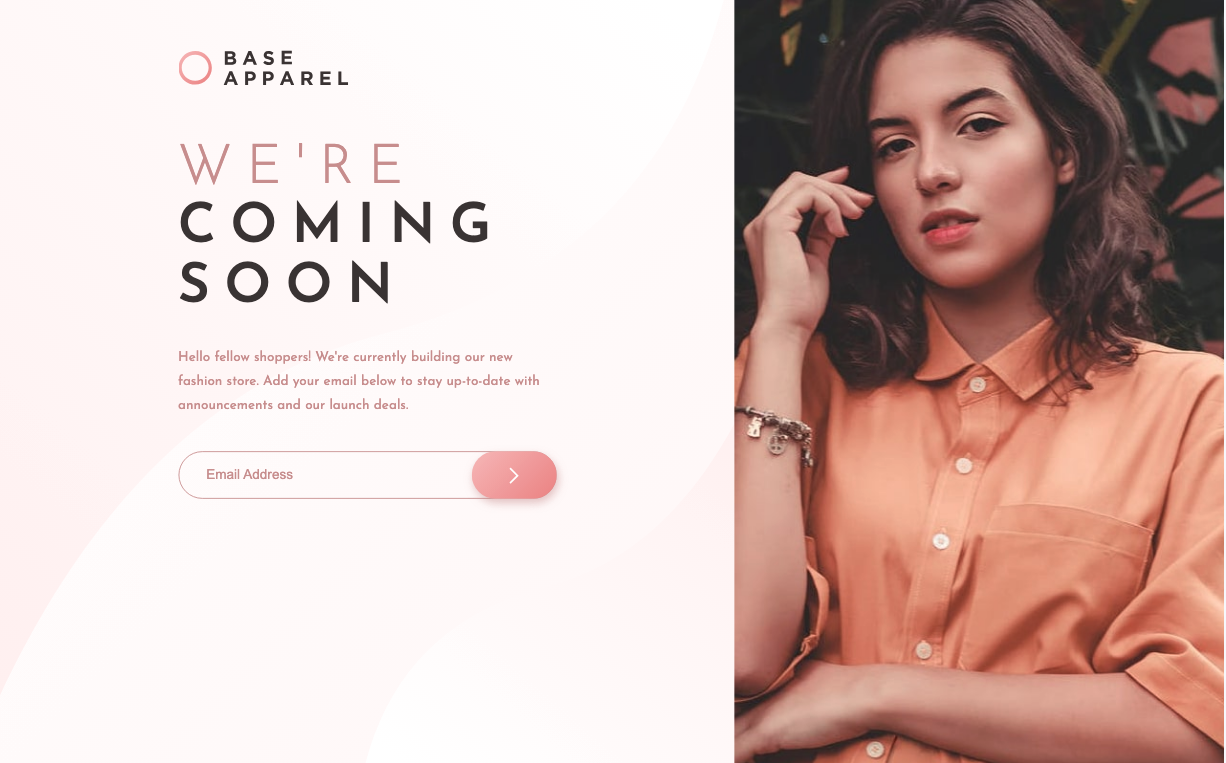 BASE
APPAREL
WE'RE
COMING
SOON
Hello fellow shoppers! We're currently building our new
fashion store. Add your email below to stay up-to-date with
announcements and our launch deals.
Email Address